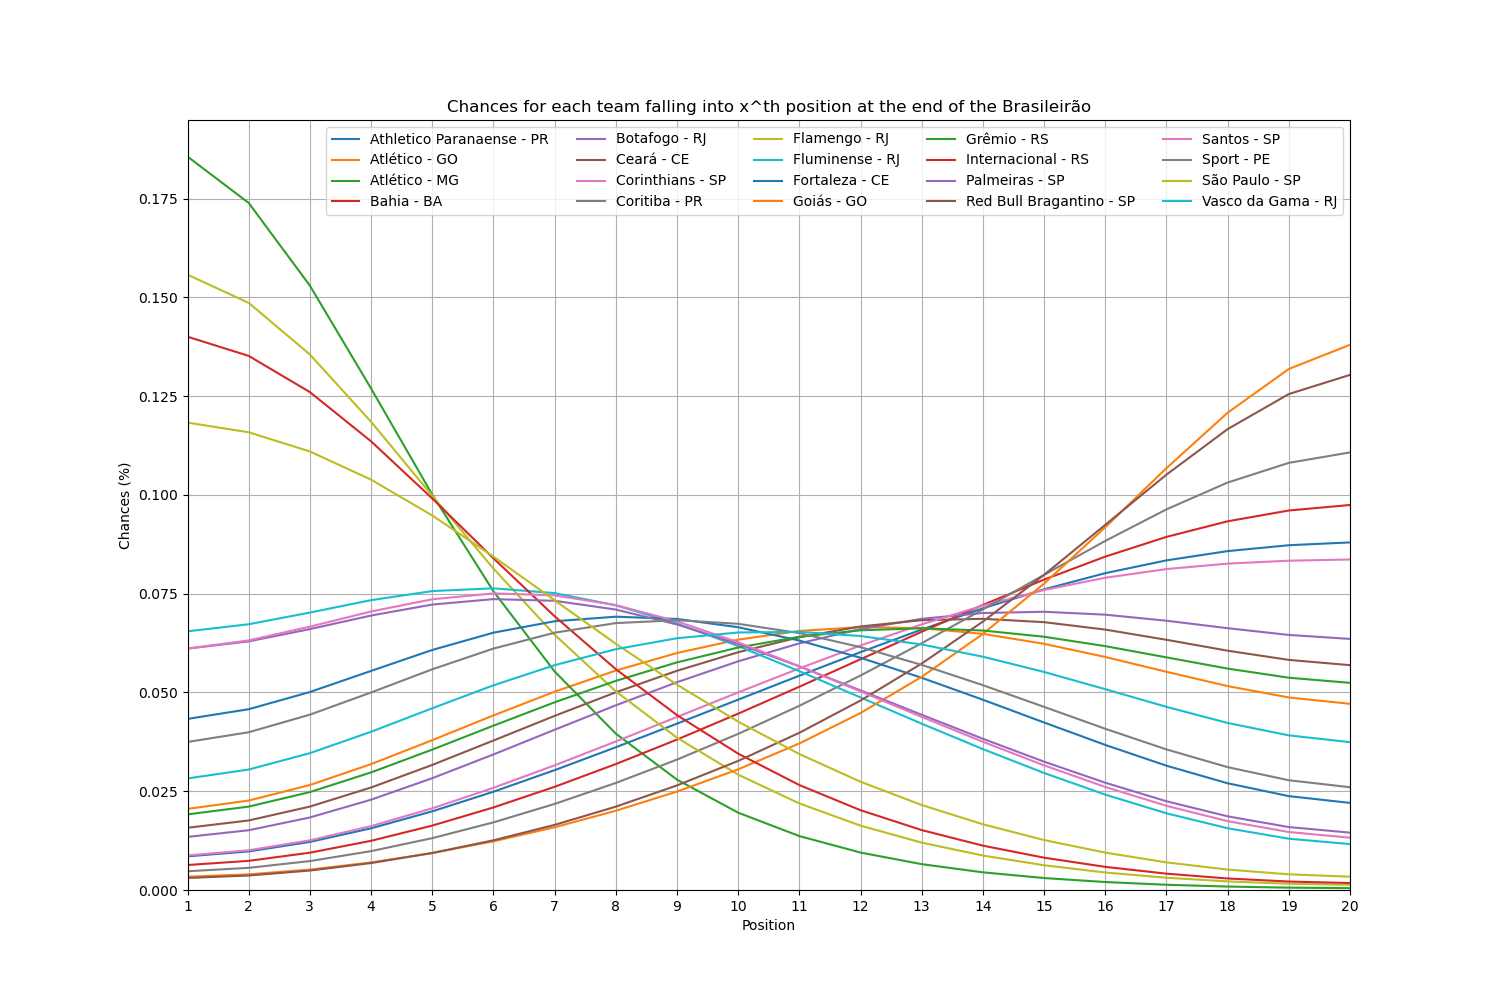 Chances for each team falling into x^th position at the end of the Brasileirão
Athletico Paranaense - PR
Atlético - GO
Atlético - MG
Bahia - BA
Botafogo - RJ
Ceará - CE
Corinthians - SP
Coritiba - PR
Flamengo - RJ
Fluminense - RJ
Fortaleza - CE
Goiás - GO
Grêmio - RS
Internacional - RS
Palmeiras - SP
Red Bull Bragantino - SP
Santos - SP
Sport - PE
São Paulo - SP
Vasco da Gama - RJ
Chances (%)
0.175
0.150
0.125
0.100
0.075
0.050
0.025
0.000
1 2 3 4 5 6 7 8 9 10 11 12 13 14 15 16 17 18 19 20
Position